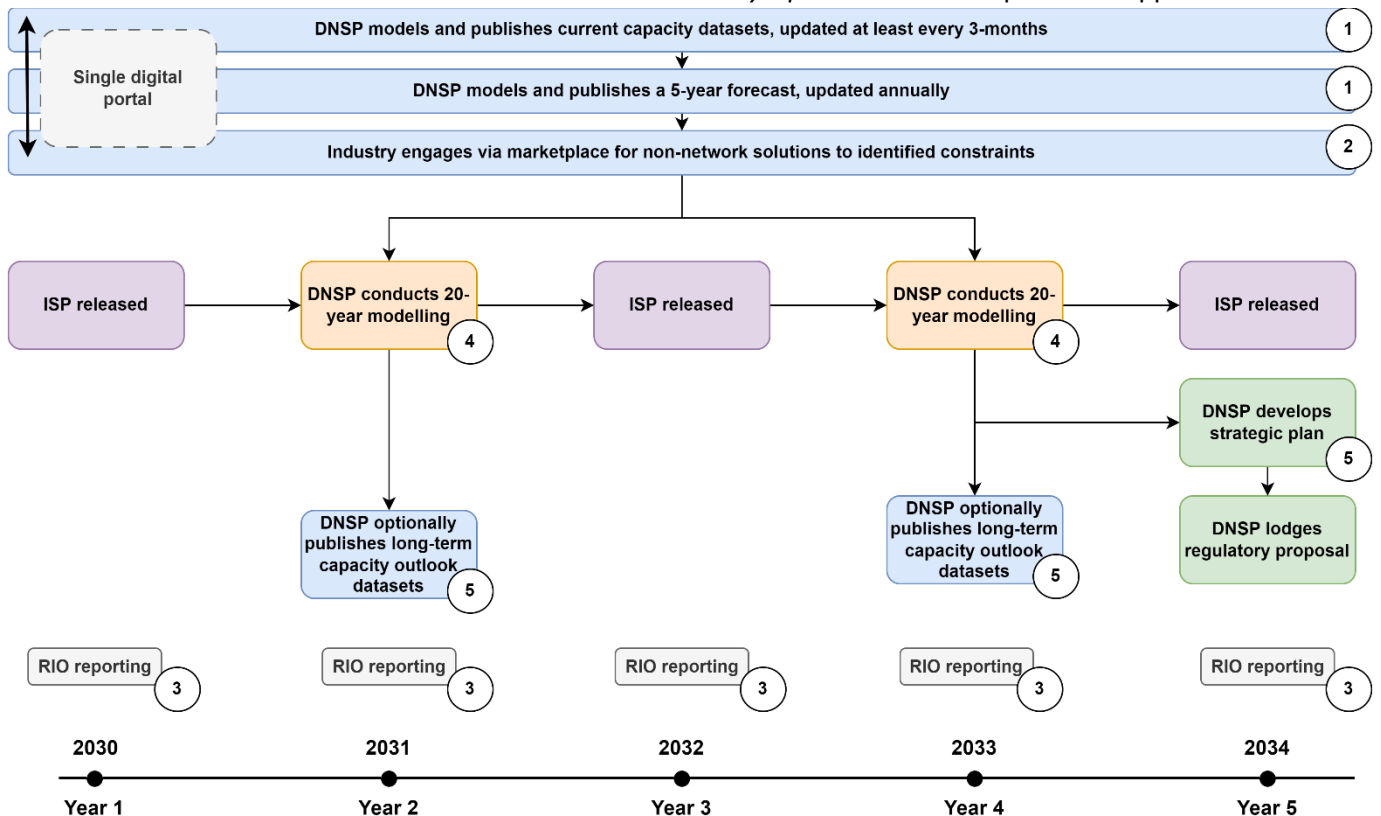 DNSP models and publishes current capacity datasets, updated at least every 3-months
1
Single digital
portal
DNSP models and publishes a 5-year forecast, updated annually
1
Industry engages via marketplace for non-network solutions to identified constraints
2
ISP released
DNSP conducts 20-
year modelling
4
ISP released
DNSP conducts 20-
year modelling
4
ISP released
DNSP develops
strategic plan
5
DNSP optionally
publishes long-term
capacity outlook
datasets
5
DNSP optionally
publishes long-term
capacity outlook
datasets
5
DNSP lodges
regulatory proposal
RIO reporting
3
RIO reporting
3
RIO reporting
3
RIO reporting
3
RIO reporting
3
2030
2031
2032
2033
2034
Year 1
Year 2
Year 3
Year 4
Year 5